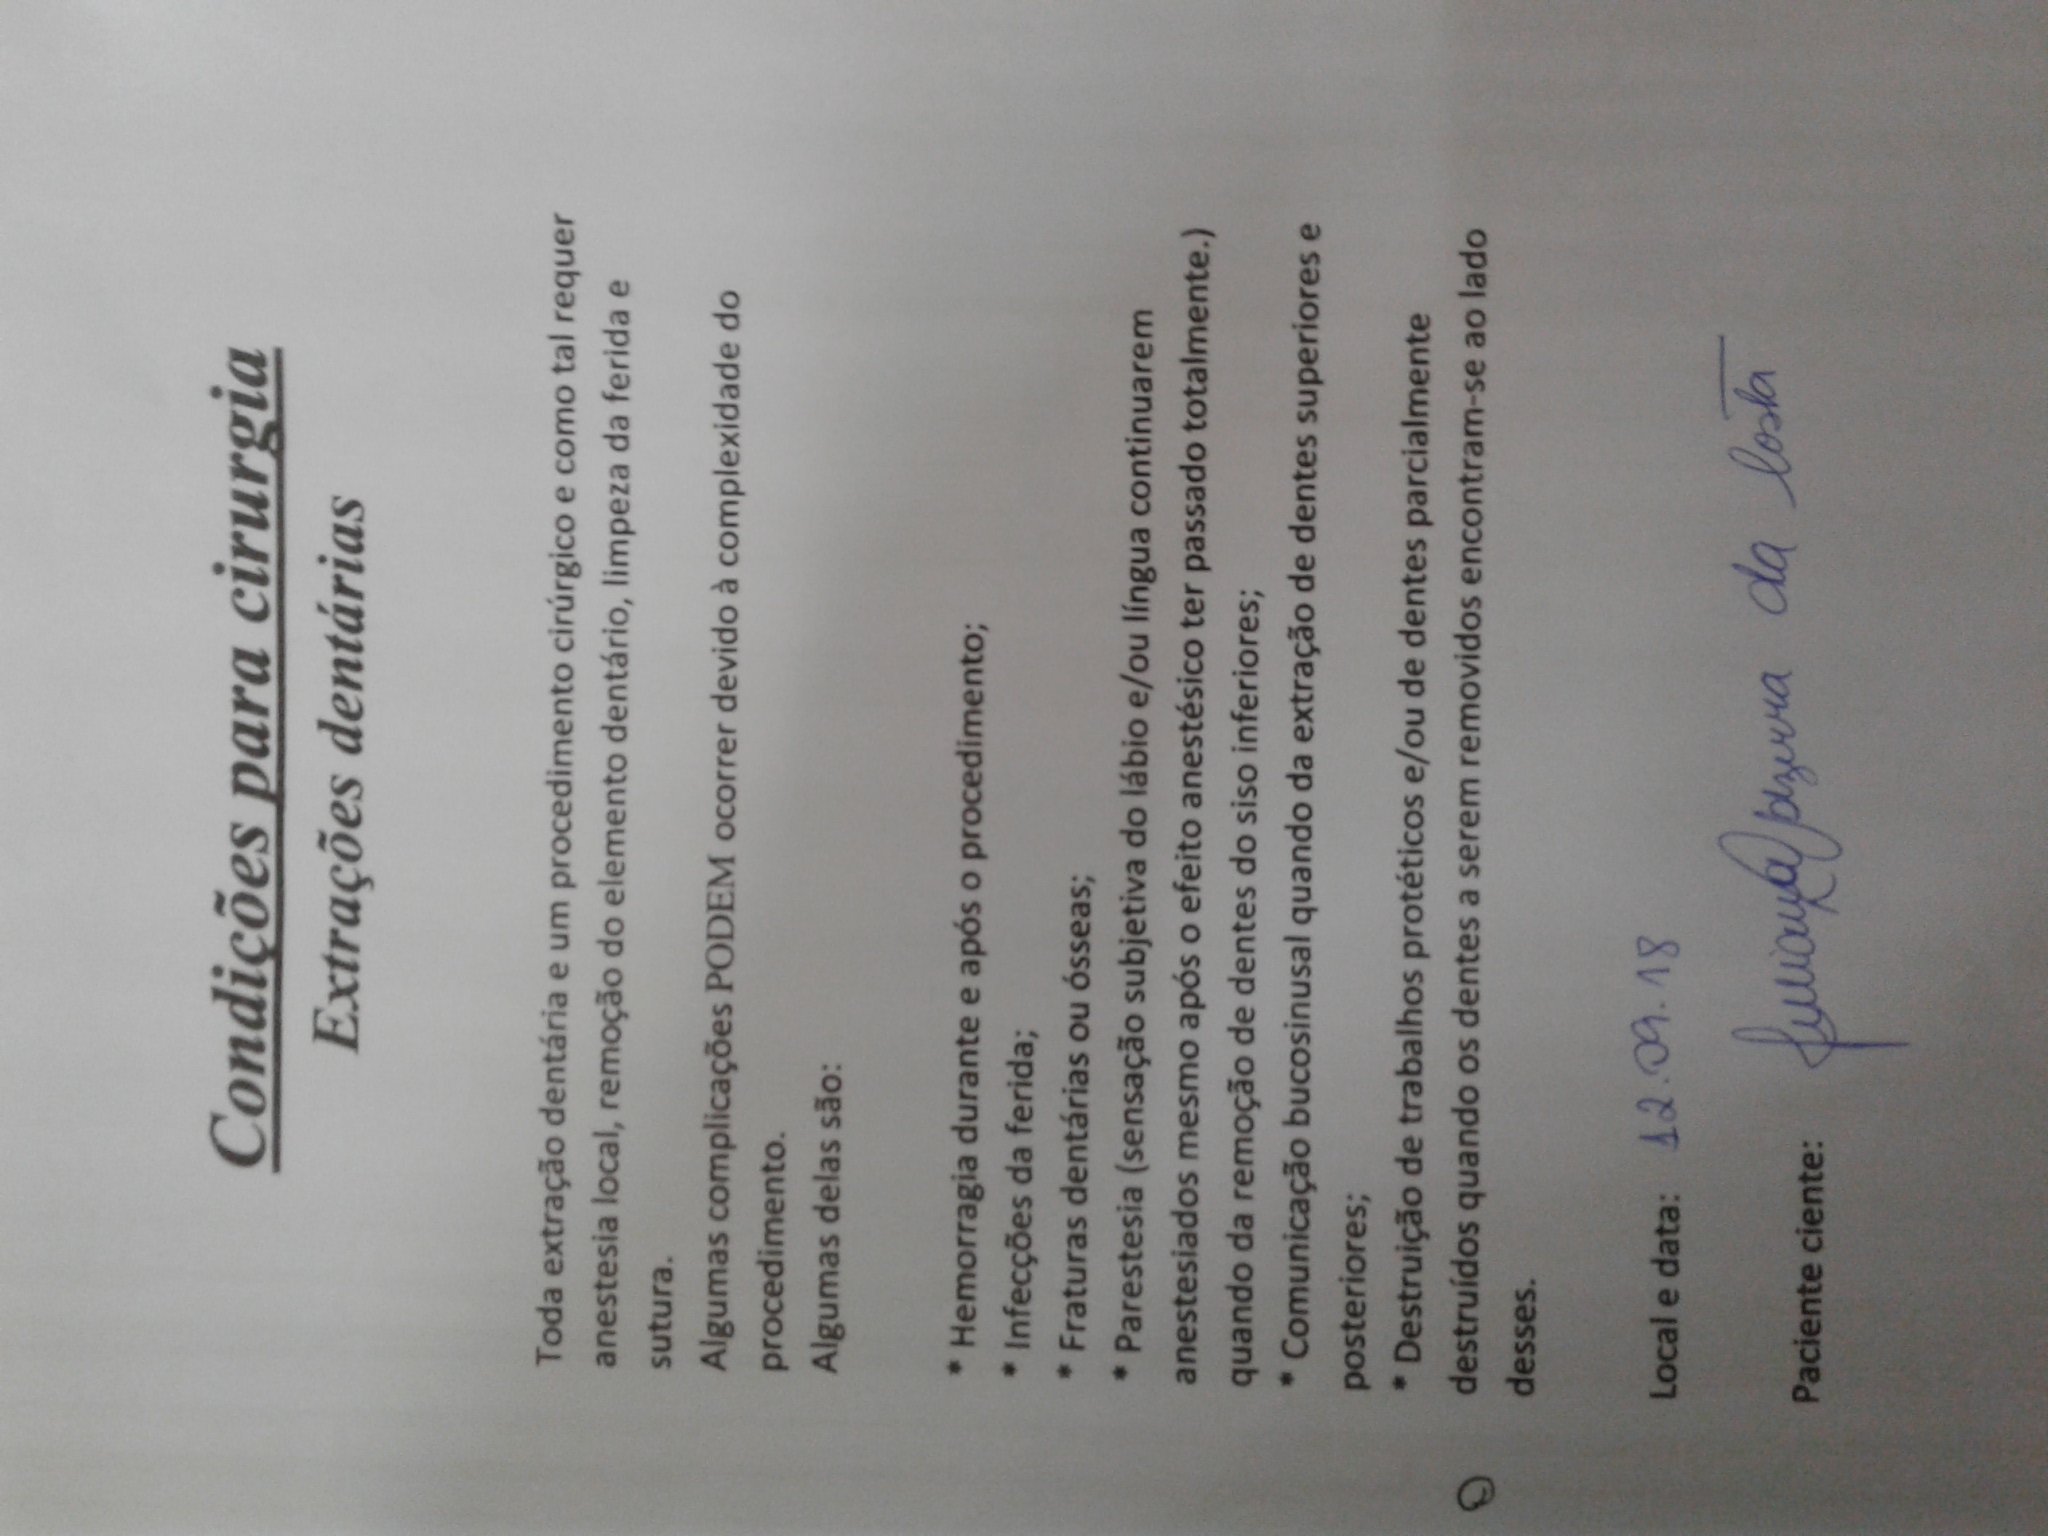 Condições para cirurgia
Extrações dentárias
Toda extração dentária e um procedimento cirúrgico e como tal requer
anestesia local, remoção do elemento dentário, limpeza da ferida e
sutura.
Algumas complicações PODEM ocorrer devido à complexidade do
procedimento.
Algumas delas são:
* Hemorragia durante e após o procedimento;
* Infecções da ferida;
* Fraturas dentárias ou ósseas;
* Parestesia (sensação subjetiva do lábio e/ou língua continuarem
anestesiados mesmo após o efeito anestésico ter passado totalmente.)
quando da remoção de dentes do siso inferiores;
* Comunicação bucosinusal quando da extração de dentes superiores e
posteriores;
* Destruição de trabalhos protéticos e/ou de dentes parcialmente
destruídos quando os dentes a serem removidos encontram-se ao lado
desses.
Local e data: 12.09.18
Paciente ciente: bezerra da Costa